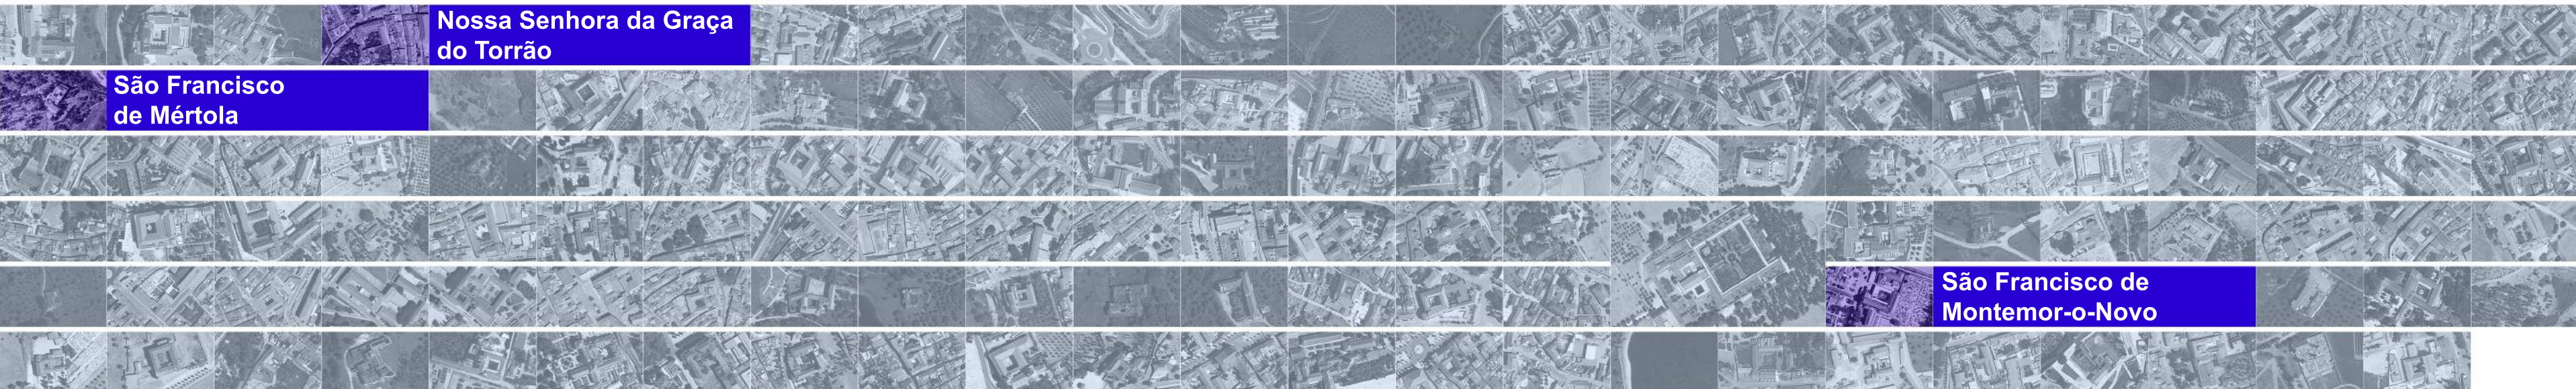 Nossa Senhora da Graça
do Torrão
São Francisco
de Mértola
São Francisco de
Montemor-o-Novo